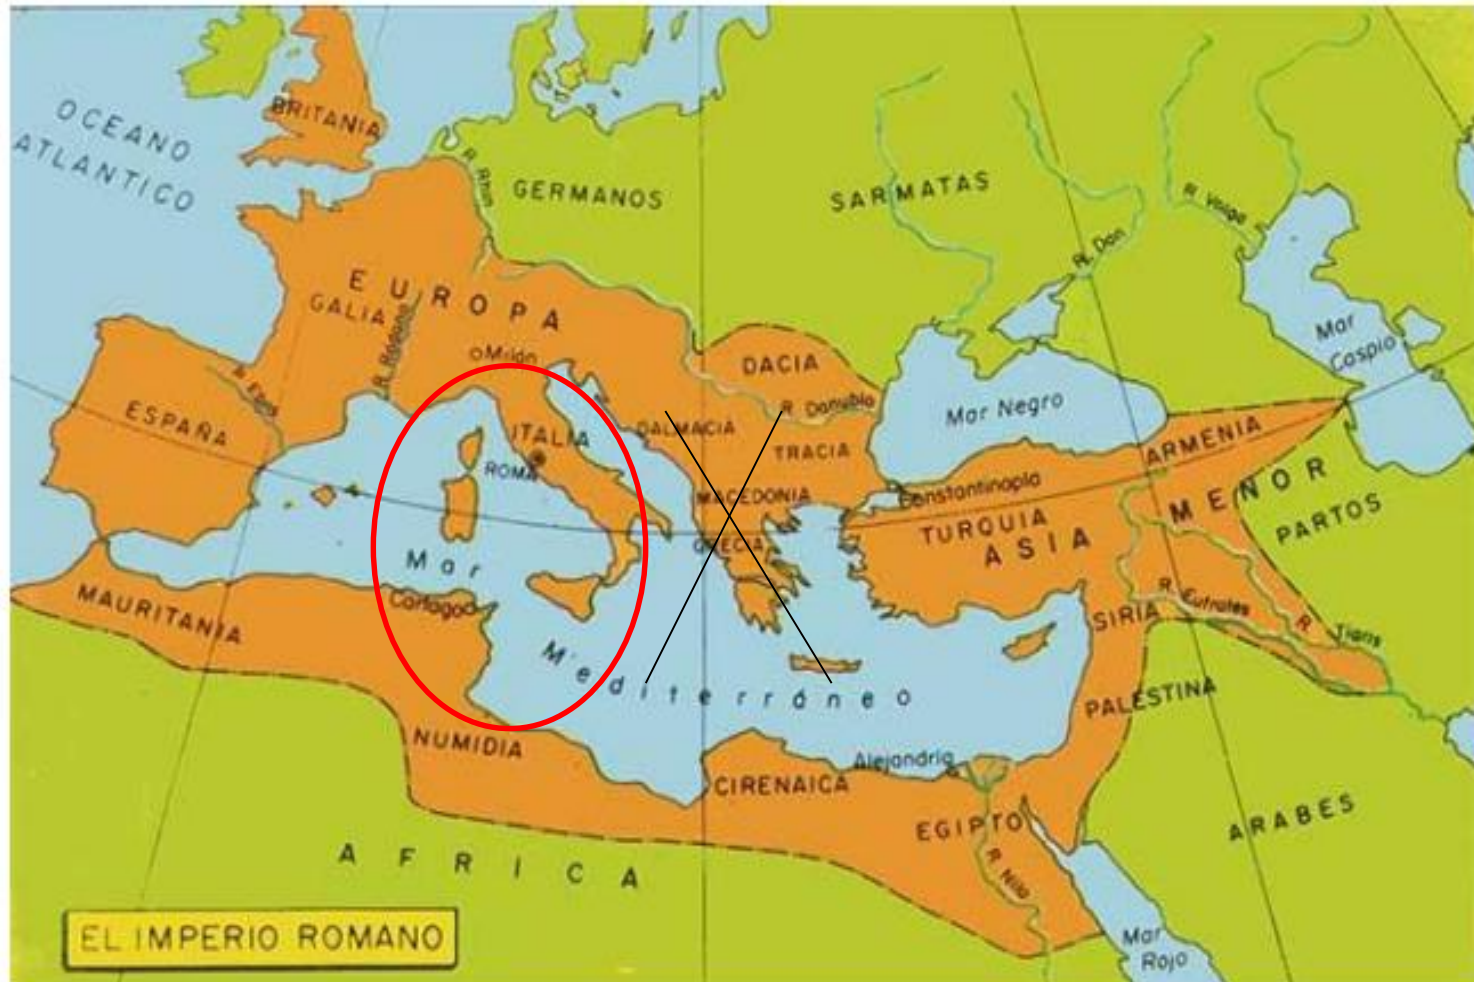 BRITANIA
OCEANO
ATLANTICO
R. Rhin
GERMANOS
SARMATAS
R. Volga
R. Don
EUROPA
GALIA
R. Ródano
Milán
DACIA
Mar
Caspio
R. Ebro
ESPAÑA
R. Danubio
Mar Negro
ITALIA
DALMACIA
TRACIA
ARMENIA
ROMA
MACEDONIA
Constantinopla
MENOR
PARTOS
TURQUIA
ASIA
GRECIA
Mar
Mediterráneo
MAURITANIA
Cartago
SIRIA
R. Eufrates
R.
PALESTINA
NUMIDIA
CIRENAICA
Alejandria
EGIPTO
R. Nilo
ARABES
AFRICA
EL IMPERIO ROMANO
Mar
Rojo